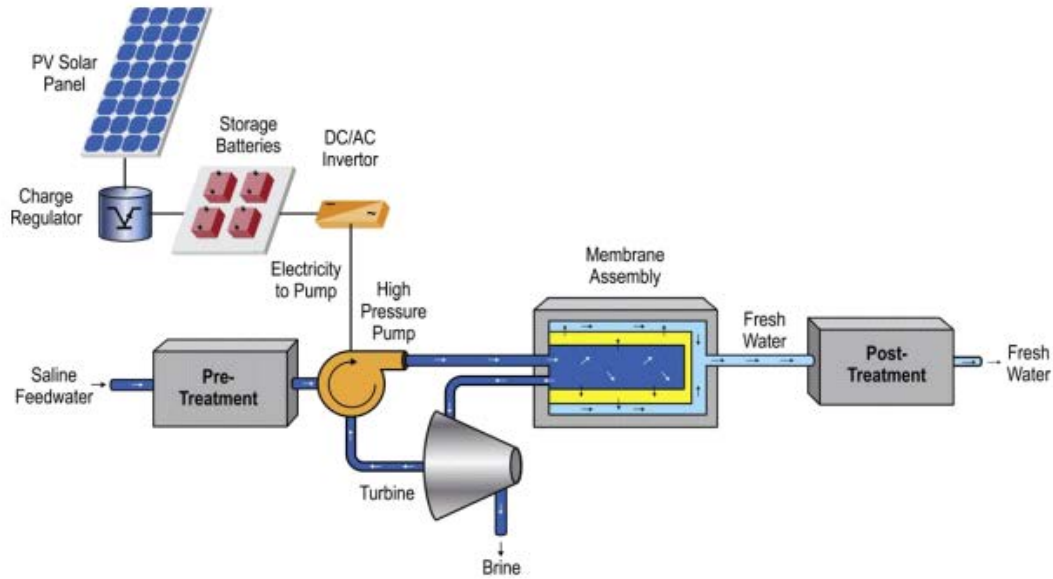 PV Solar
Panel
Storage
Batteries
DC/AC
Invertor
Charge
Regulator
Electricity
to Pump
High
Pressure
Pump
Membrane
Assembly
Fresh
Water
Saline
Feedwater
Pre-
Treatment
Post-
Treatment
Fresh
Water
Turbine
Brine